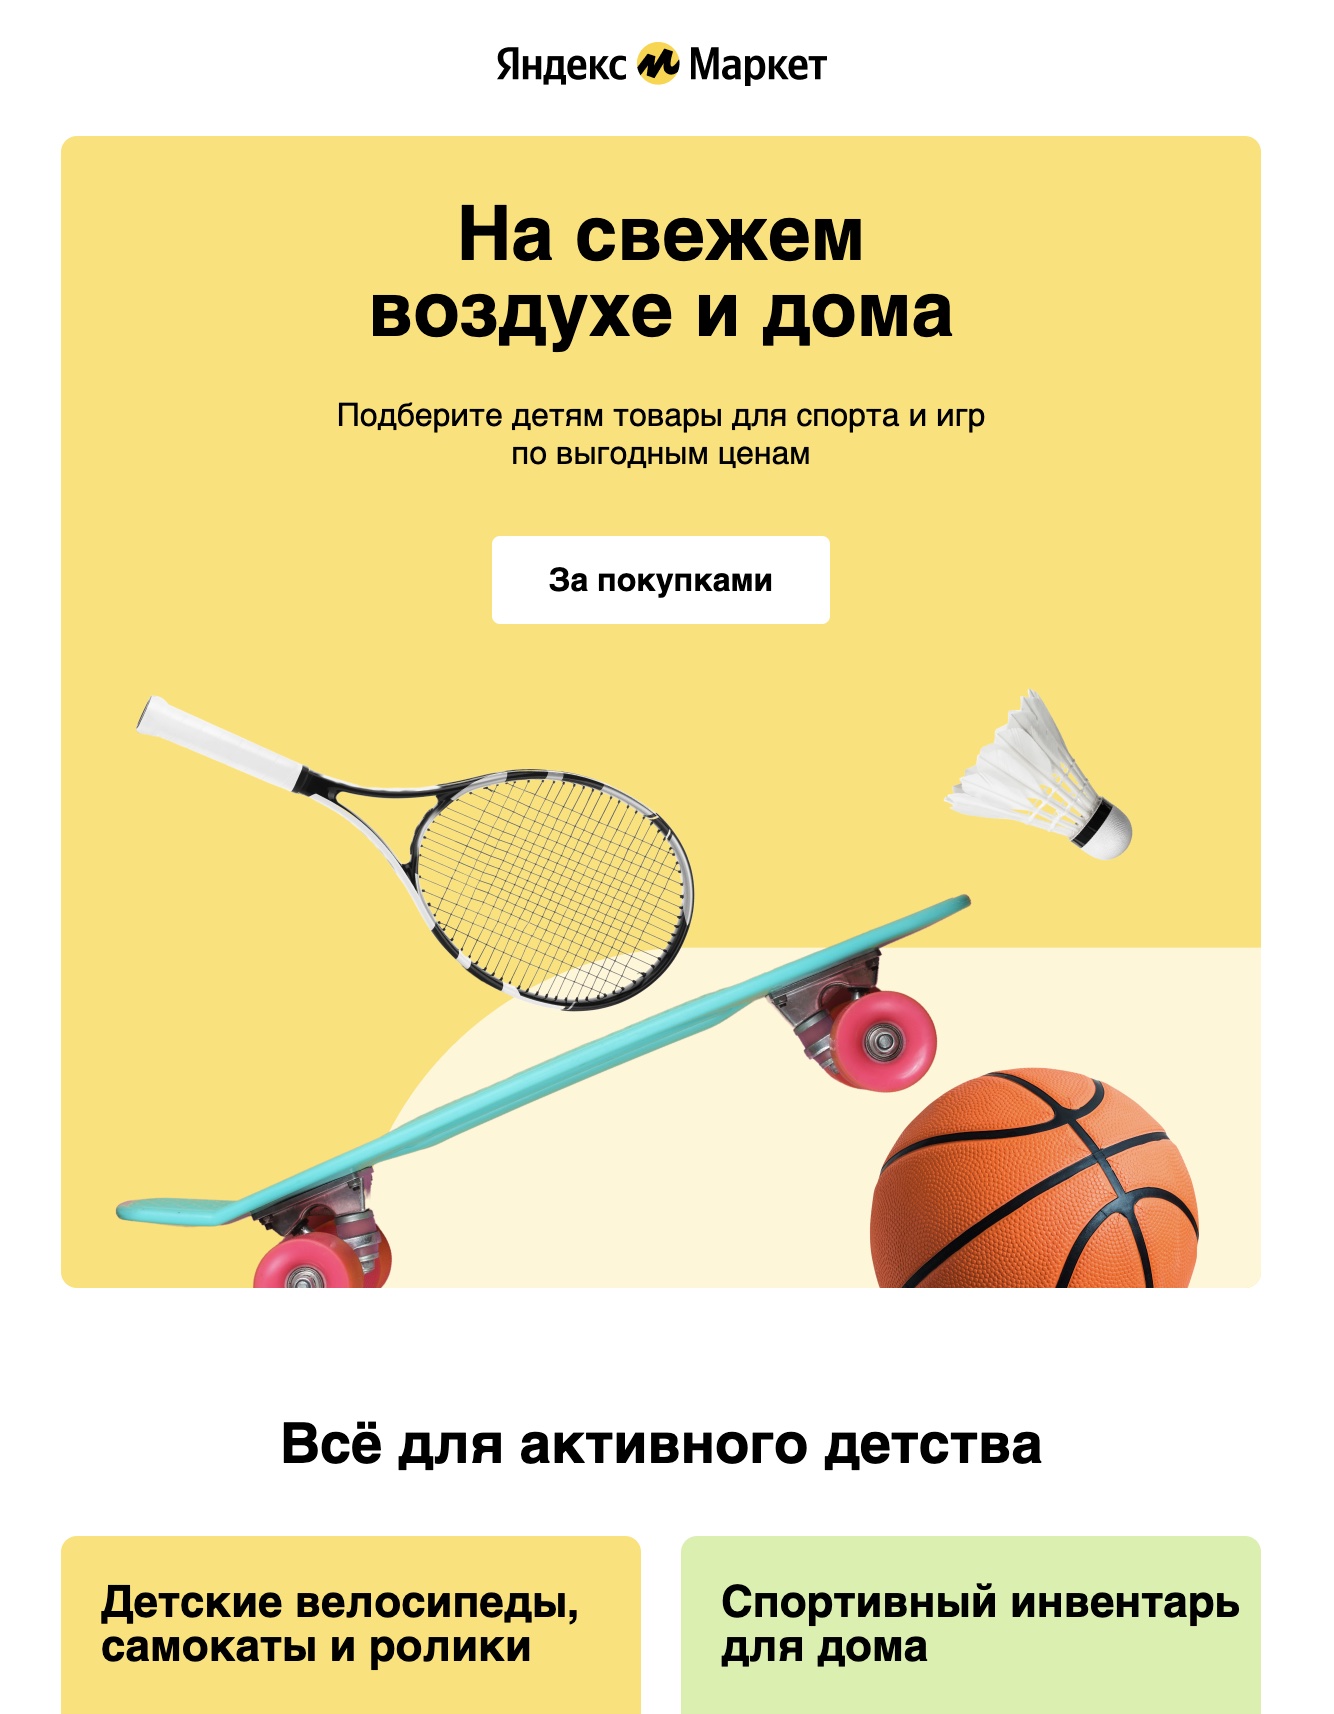 Яндекс Маркет
На свежем
воздухе и дома
Подберите детям товары для спорта и игр
по выгодным ценам
За покупками
Всё для активного детства
Детские велосипеды,
самокаты и ролики
Спортивный инвентарь
для дома